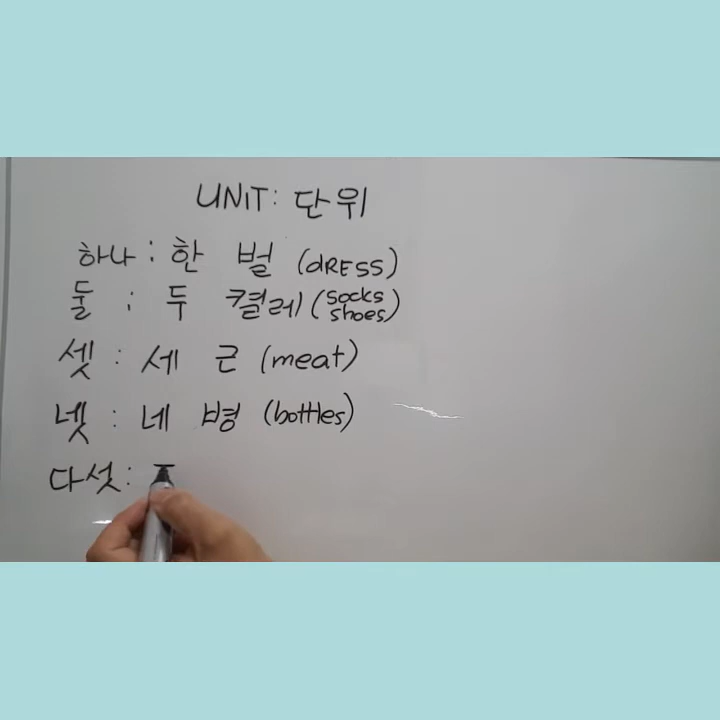 UNIT: 단위
하나 : 한 벌 (dRESS)
둘 : 두 켤레 (socks shoes)
셋 : 세 근 (meat)
넷 : 네 병 (bottles)
다섯 :